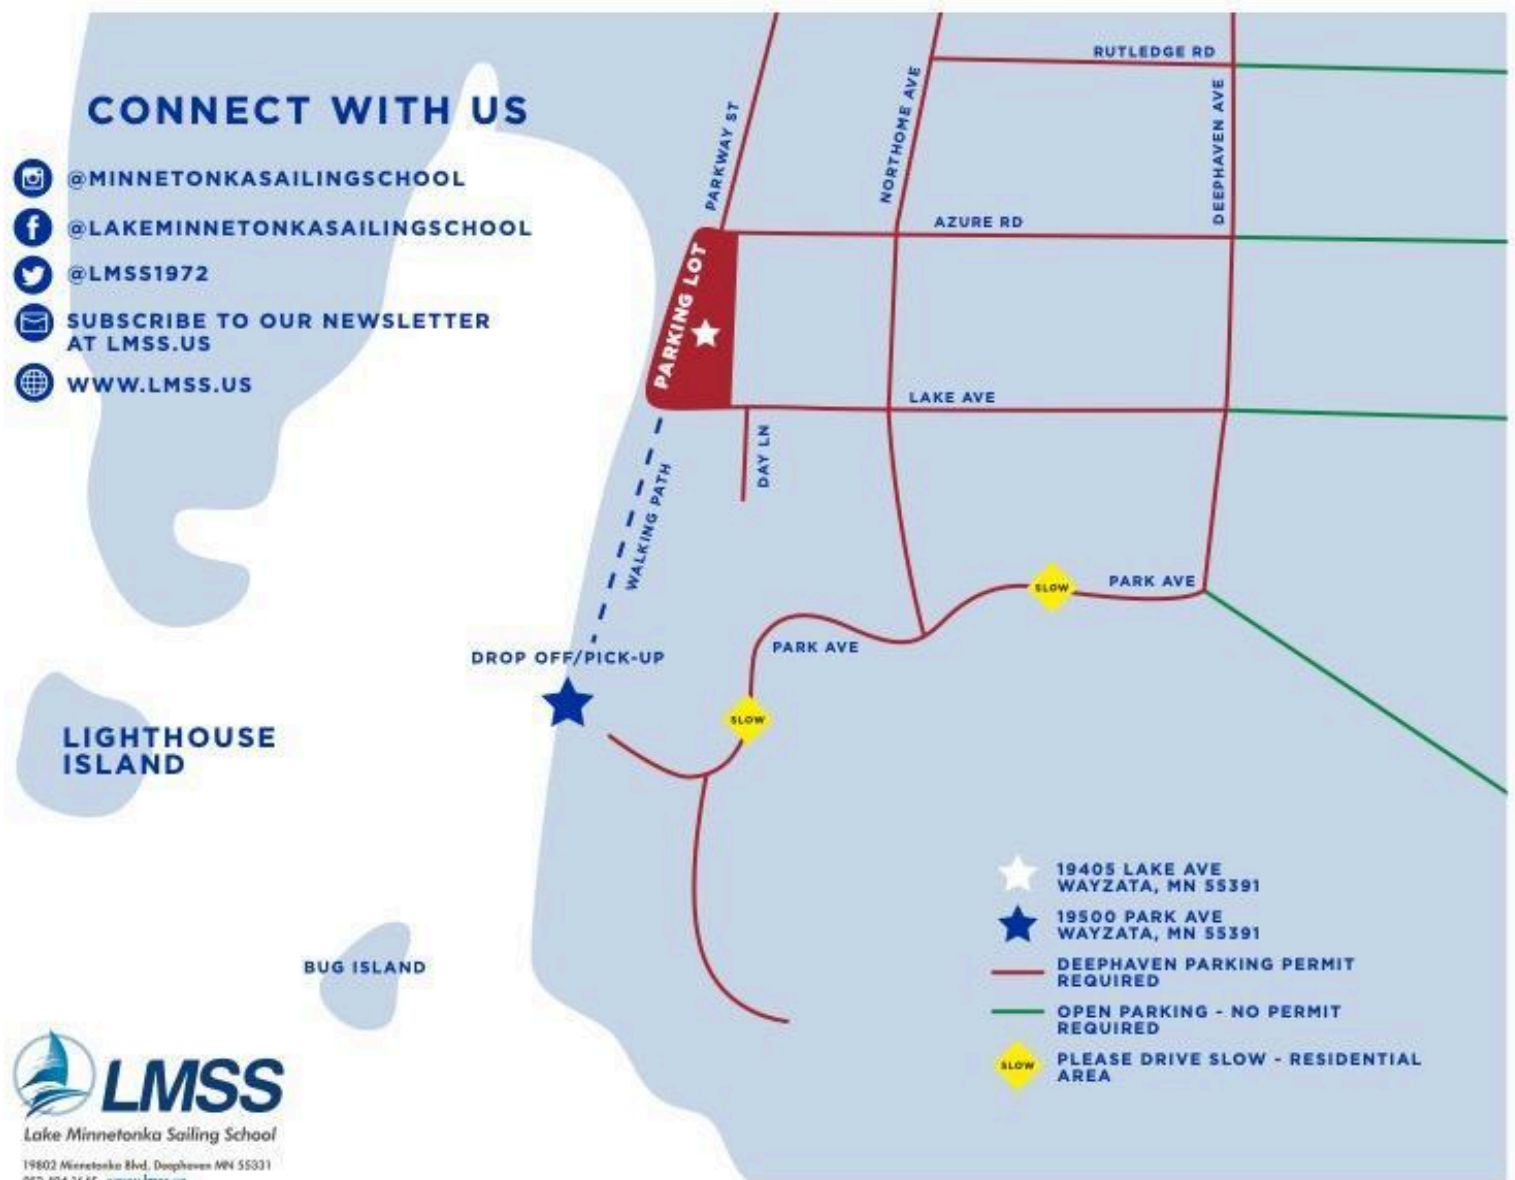 CONNECT WITH US
@MINNETONKASAILINGSCHOOL
@LAKEMINNETONKASAILINGSCHOOL
@LMSS1972
SUBSCRIBE TO OUR NEWSLETTER
AT LMSS.US
WWW.LMSS.US
RUTLEDGE RD
PARKWAY ST
NORTHOME AVE
DEEPHAVEN AVE
AZURE RD
PARKING LOT
LAKE AVE
DAY LN
WALKING PATH
SLOW
PARK AVE
PARK AVE
DROP OFF/PICK-UP
SLOW
LIGHTHOUSE
ISLAND
BUG ISLAND
19405 LAKE AVE
WAYZATA, MN 55391
19500 PARK AVE
WAYZATA, MN 55391
DEEPHAVEN PARKING PERMIT
REQUIRED
OPEN PARKING - NO PERMIT
REQUIRED
SLOW
PLEASE DRIVE SLOW - RESIDENTIAL
AREA
LMSS
Lake Minnetonka Sailing School
19802 Minnetonka Blvd, Deephaven MN 55331
www.lmss.us